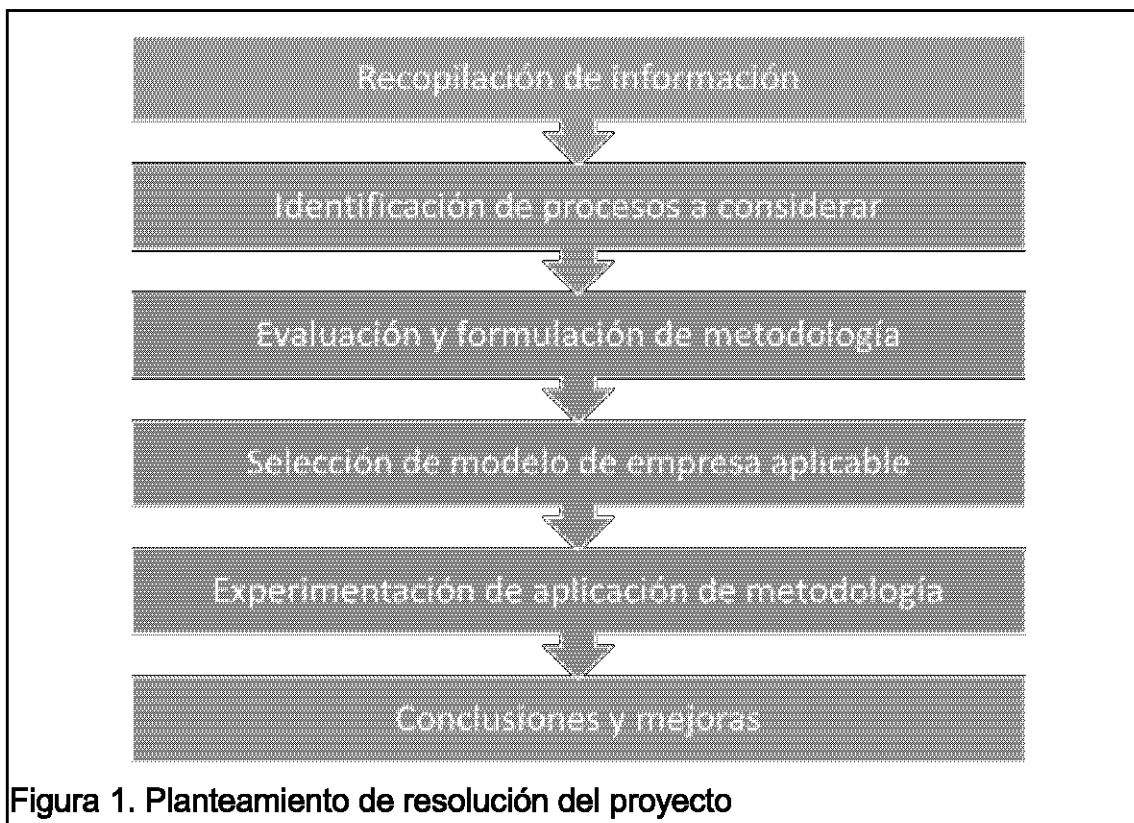 Recopilación de información
Identificación de procesos a considerar
Evaluación y formulación de metodología
Selección de modelo de empresa aplicable
Experimentación de aplicación de metodología
Conclusiones y mejoras
Figura 1. Planteamiento de resolución del proyecto